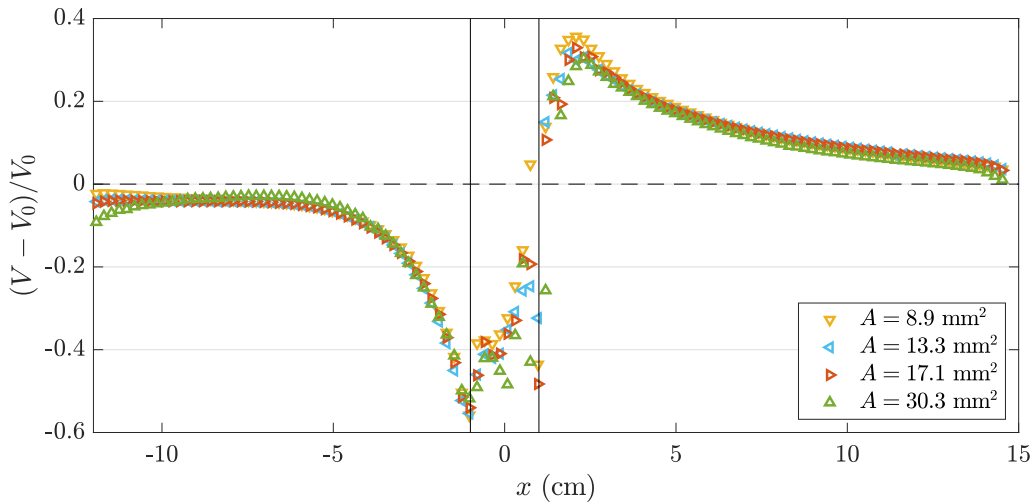 0.4
0.2
0
-0.2
-0.4
-0.6
(V − V₀)/V₀
-10
-5
0
5
10
15
x (cm)
A = 8.9 mm²
A = 13.3 mm²
A = 17.1 mm²
A = 30.3 mm²